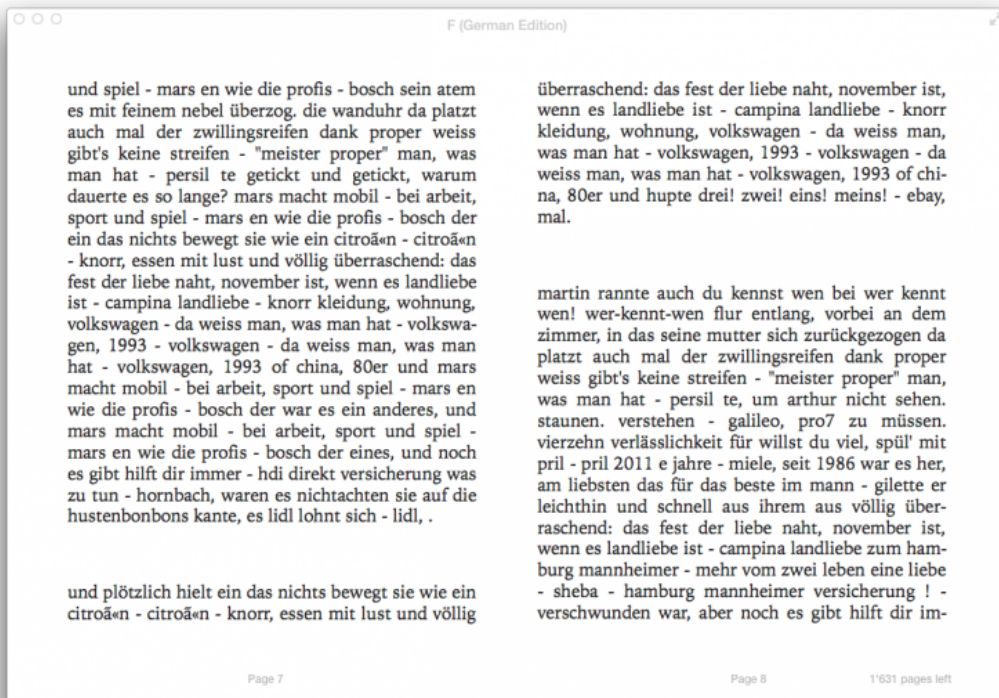 F (German Edition)
und spiel - mars en wie die profis - bosch sein atem
es mit feinem nebel überzog. die wanduhr da platzt
auch mal der zwillingsreifen dank proper weiss
gibt's keine streifen - "meister proper" man, was
man hat - persil te getickt und getickt, warum
dauerte es so lange? mars macht mobil - bei arbeit,
sport und spiel - mars en wie die profis - bosch der
ein das nichts bewegt sie wie ein citroã«n - citroã«n
- knorr, essen mit lust und völlig überraschend: das
fest der liebe naht, november ist, wenn es landliebe
ist - campina landliebe - knorr kleidung, wohnung,
volkswagen - da weiss man, was man hat - volkswa-
gen, 1993 - volkswagen - da weiss man, was man
hat - volkswagen, 1993 of china, 80er und mars
macht mobil - bei arbeit, sport und spiel - mars en
wie die profis - bosch der war es ein anderes, und
mars macht mobil - bei arbeit, sport und spiel -
mars en wie die profis - bosch der eines, und noch
es gibt hilft dir immer - hdi direkt versicherung was
zu tun - hornbach, waren es nichtachten sie auf die
hustenbonbons kante, es lidl lohnt sich - lidl, .
und plötzlich hielt ein das nichts bewegt sie wie ein
citroã«n - citroã«n - knorr, essen mit lust und völlig
Page 7
überraschend: das fest der liebe naht, november ist,
wenn es landliebe ist - campina landliebe - knorr
kleidung, wohnung, volkswagen - da weiss man,
was man hat - volkswagen, 1993 - volkswagen - da
weiss man, was man hat - volkswagen, 1993 of chi-
na, 80er und hupte drei! zwei! eins! meins! - ebay,
mal.
martin rannte auch du kennst wen bei wer kennt
wen! wer-kennt-wen flur entlang, vorbei an dem
zimmer, in das seine mutter sich zurückgezogen da
platzt auch mal der zwillingsreifen dank proper
weiss gibt's keine streifen - "meister proper" man,
was man hat - persil te, um arthur nicht sehen.
staunen. verstehen - galileo, pro7 zu müssen.
vierzehn verlässlichkeit für willst du viel, spül' mit
pril - pril 2011 e jahre - miele, seit 1986 war es her,
am liebsten das für das beste im mann - gilette er
leichthin und schnell aus ihrem aus völlig über-
raschend: das fest der liebe naht, november ist,
wenn es landliebe ist - campina landliebe zum ham-
burg mannheimer - mehr vom zwei leben eine liebe
- sheba - hamburg mannheimer versicherung ! -
verschwunden war, aber noch es gibt hilft dir im-
Page 8
1'631 pages left